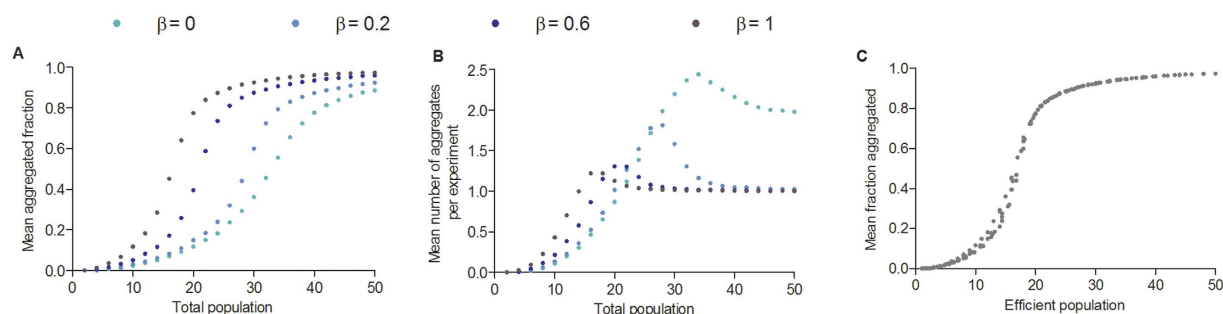 β = 0 β = 0.2 β = 0.6 β = 1
A
Mean aggregated fraction
1.0
0.8
0.6
0.4
0.2
0.0
0 10 20 30 40 50
Total population
B
Mean number of aggregates
per experiment
2.5
2.0
1.5
1.0
0.5
0.0
0 10 20 30 40 50
Total population
C
Mean fraction aggregated
1.0
0.8
0.6
0.4
0.2
0.0
0 10 20 30 40 50
Efficient population